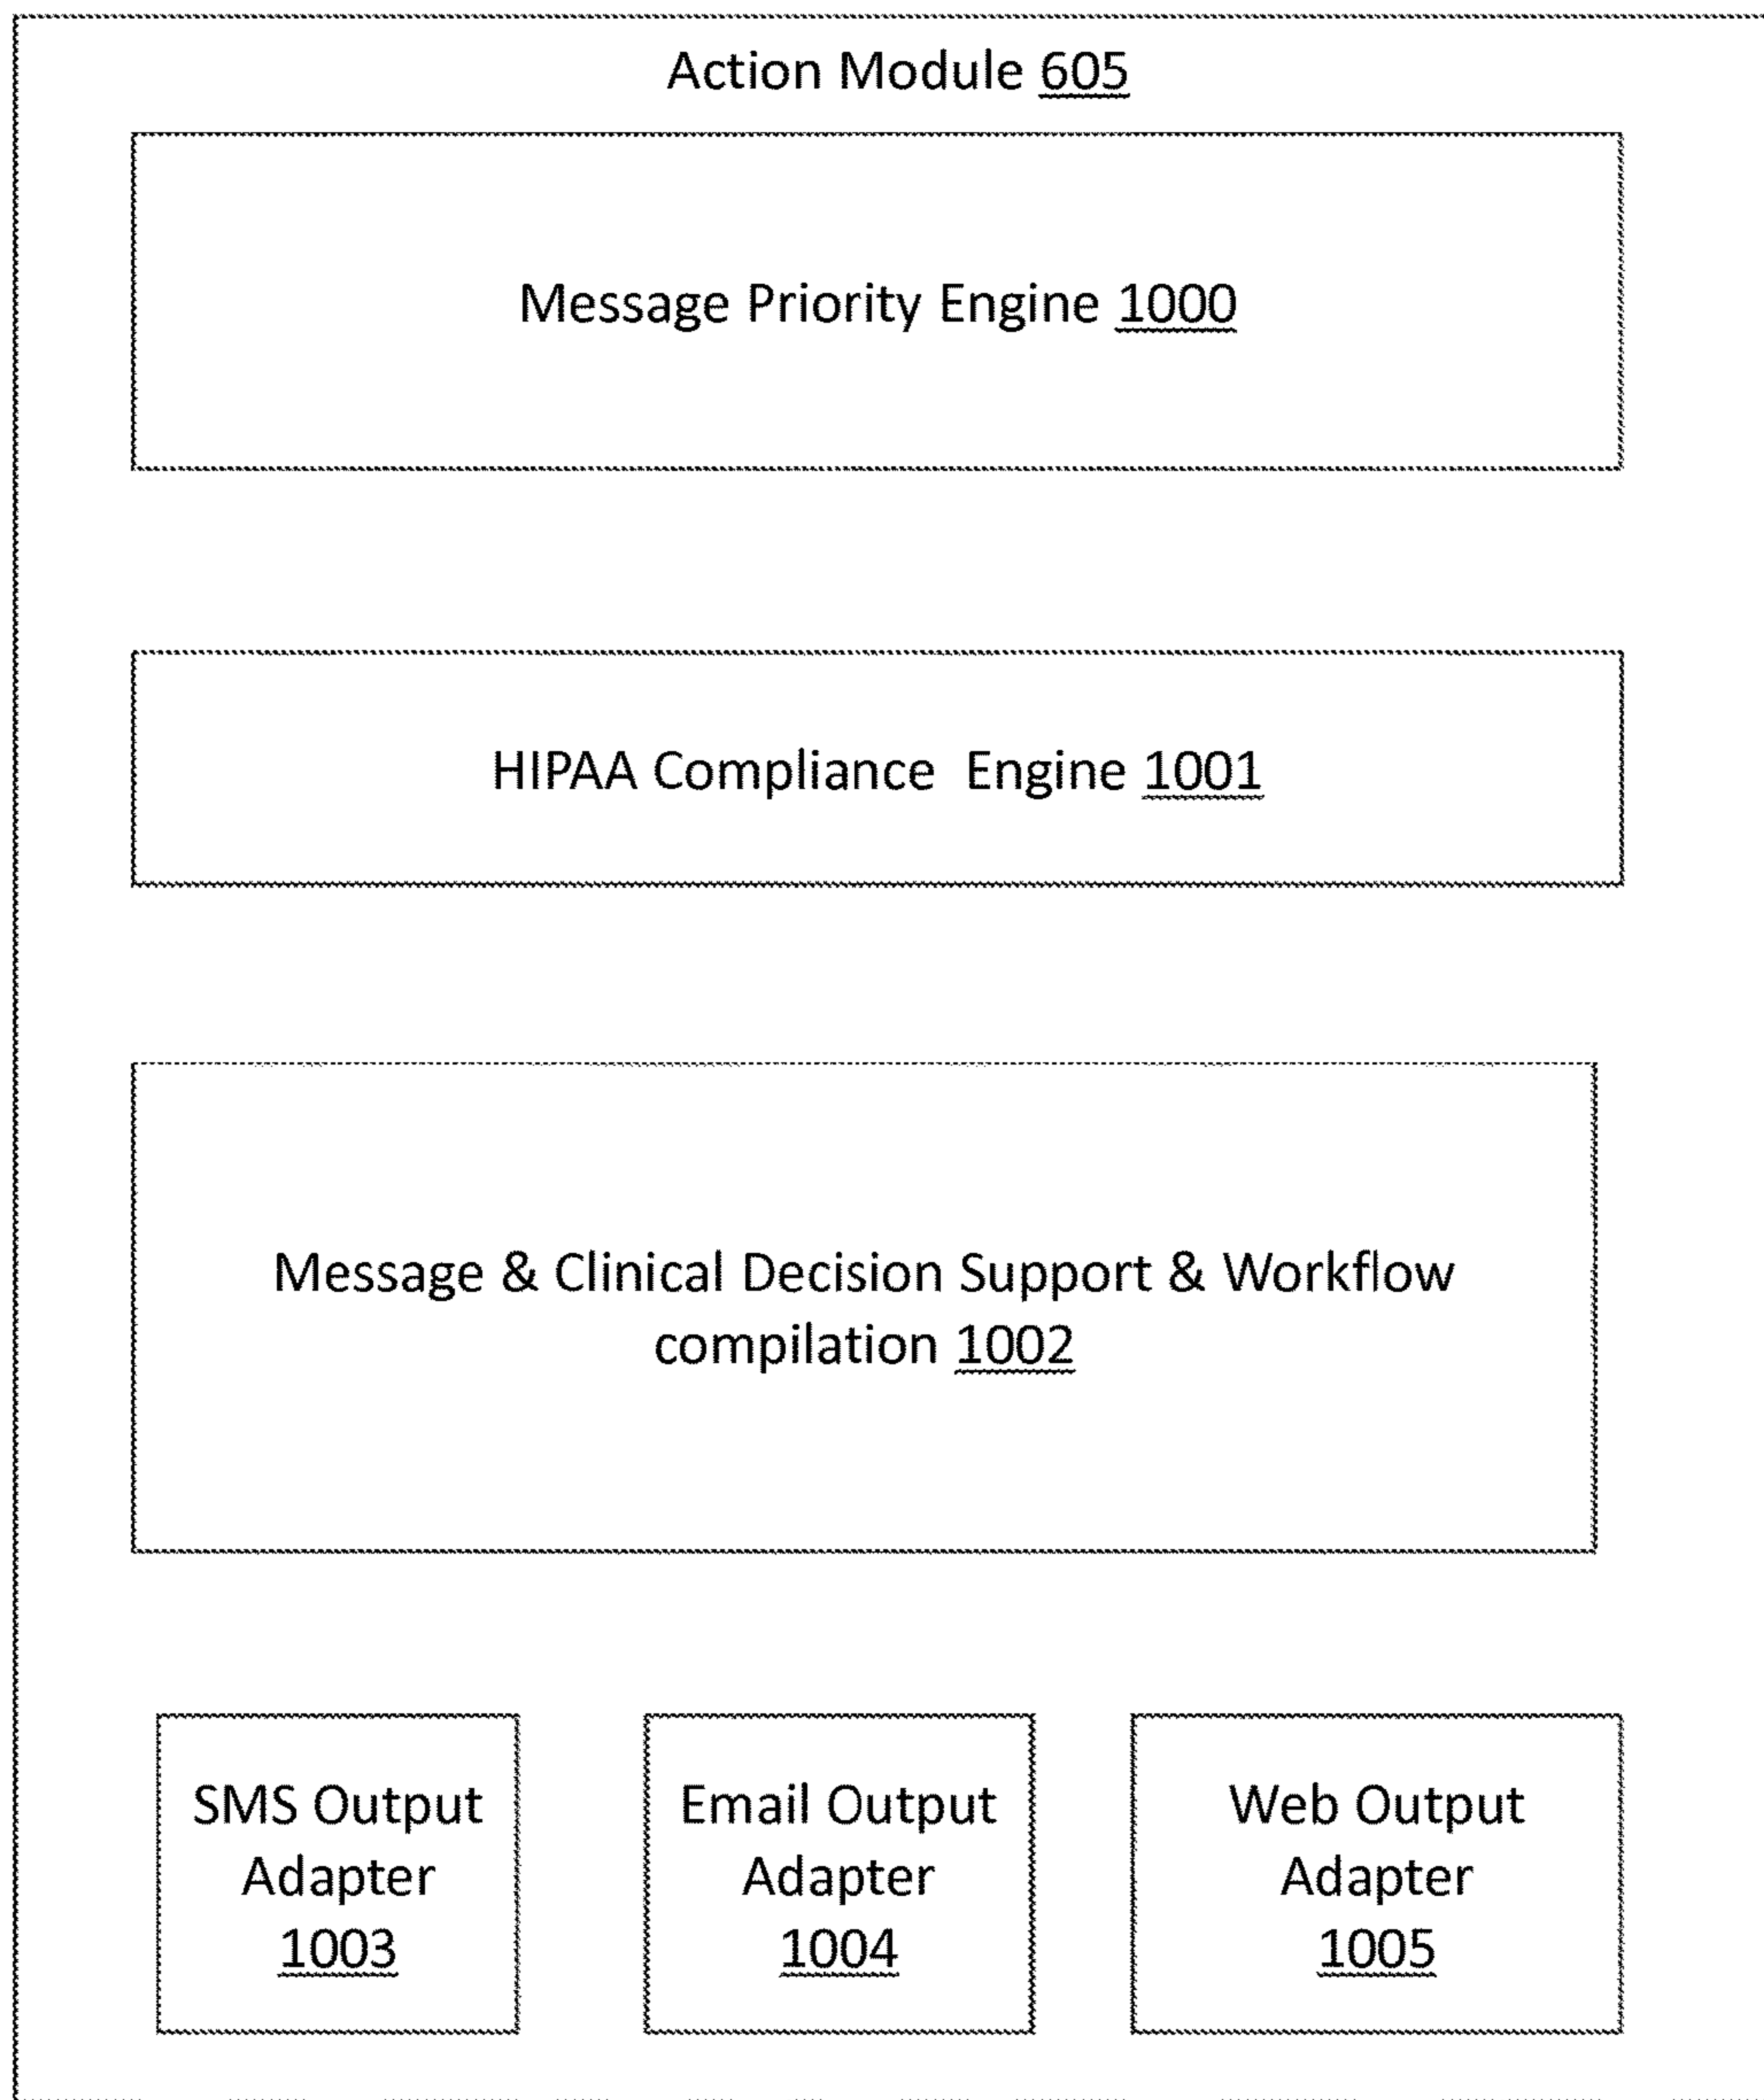 Action Module 605
Message Priority Engine 1000
HIPAA Compliance Engine 1001
Message & Clinical Decision Support & Workflow
compilation 1002
SMS Output
Adapter
1003
Email Output
Adapter
1004
Web Output
Adapter
1005